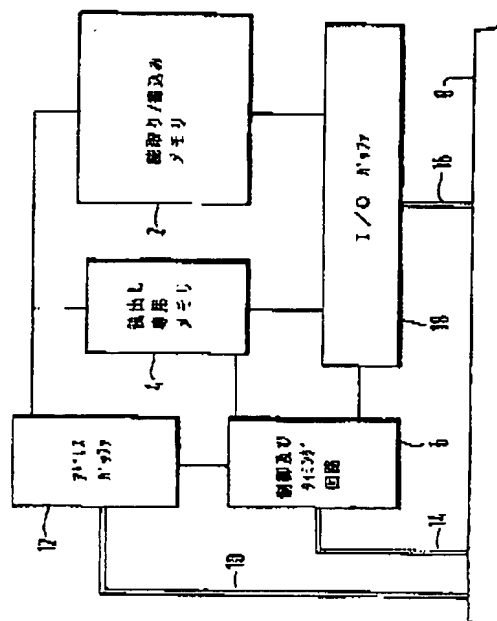 読取り/書込み
メモリ
2
読出し
専用
メモリ
4
アドレス
バッファ
12
制御及び
タイミング
回路
6
I/O バッファ
18
10
14
16
8